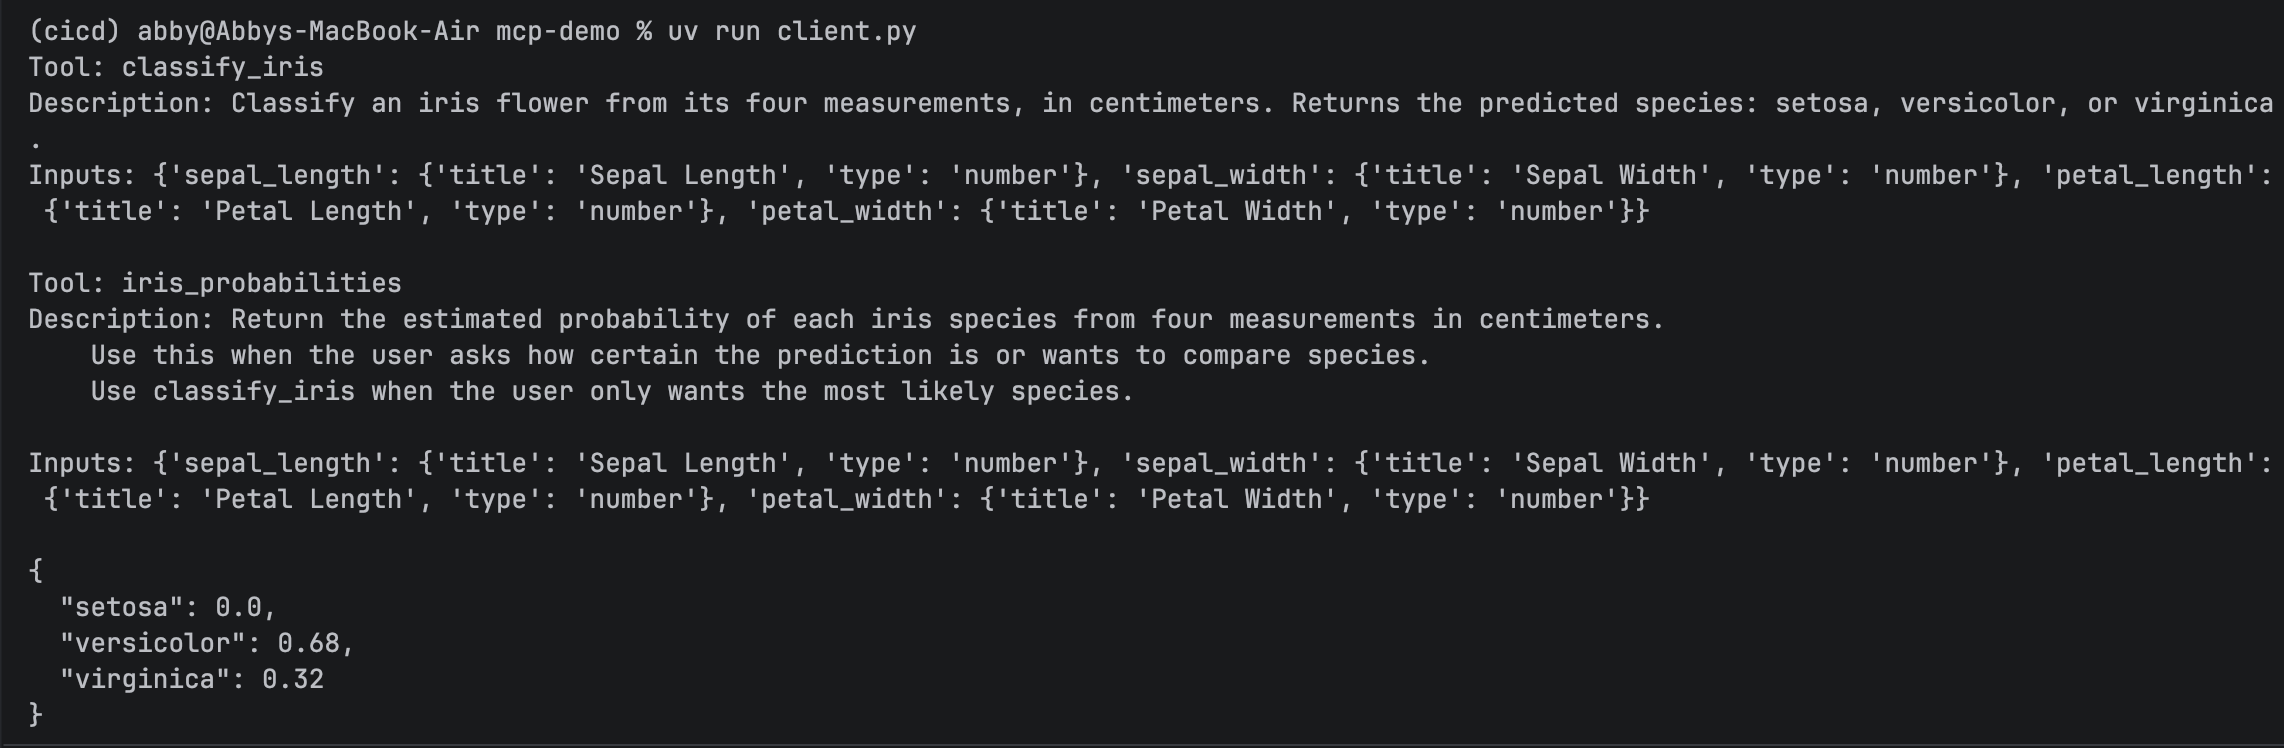 (cicd) abby@Abbys-MacBook-Air mcp-demo % uv run client.py
Tool: classify_iris
Description: Classify an iris flower from its four measurements, in centimeters. Returns the predicted species: setosa, versicolor, or virginica
.
Inputs: {'sepal_length': {'title': 'Sepal Length', 'type': 'number'}, 'sepal_width': {'title': 'Sepal Width', 'type': 'number'}, 'petal_length':
 {'title': 'Petal Length', 'type': 'number'}, 'petal_width': {'title': 'Petal Width', 'type': 'number'}}

Tool: iris_probabilities
Description: Return the estimated probability of each iris species from four measurements in centimeters.
    Use this when the user asks how certain the prediction is or wants to compare species.
    Use classify_iris when the user only wants the most likely species.

Inputs: {'sepal_length': {'title': 'Sepal Length', 'type': 'number'}, 'sepal_width': {'title': 'Sepal Width', 'type': 'number'}, 'petal_length':
 {'title': 'Petal Length', 'type': 'number'}, 'petal_width': {'title': 'Petal Width', 'type': 'number'}}

{
  "setosa": 0.0,
  "versicolor": 0.68,
  "virginica": 0.32
}